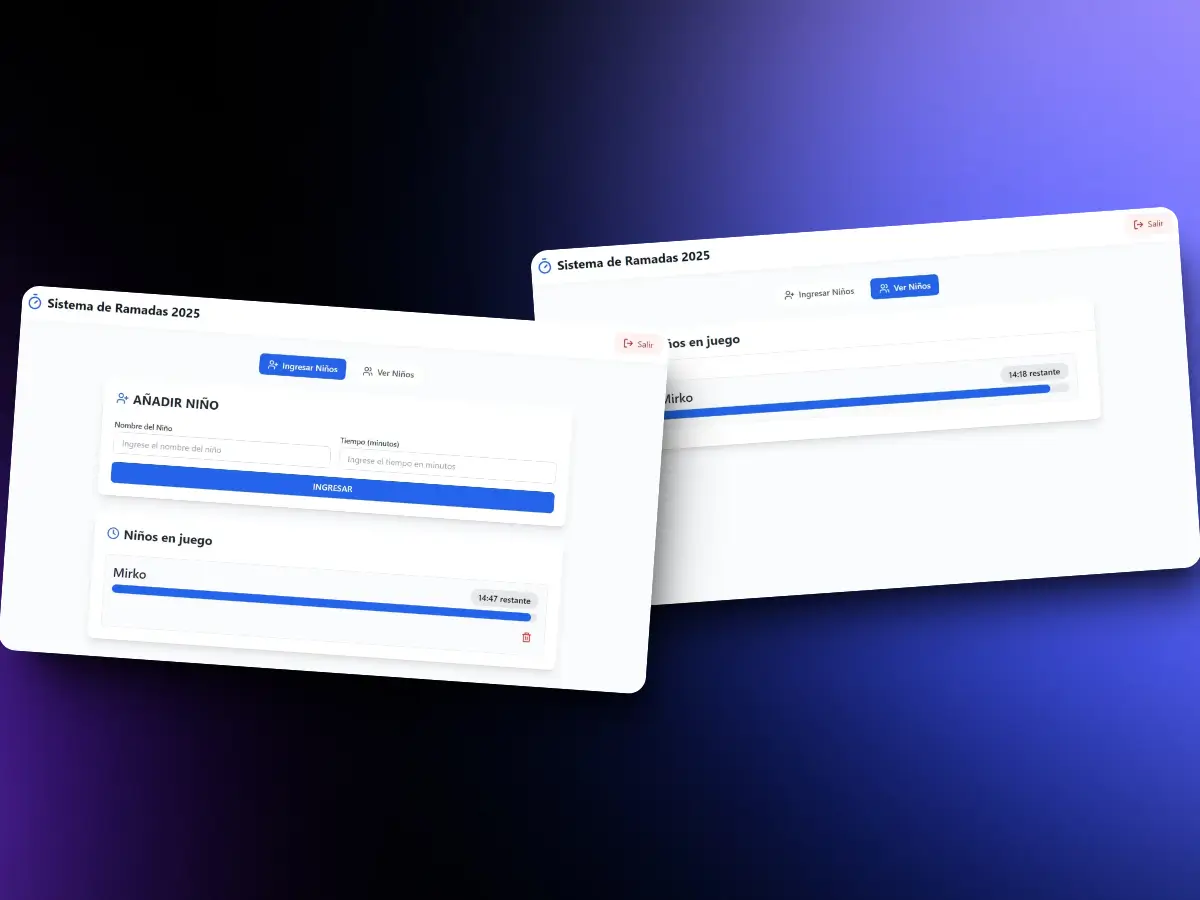 Sistema de Ramadas 2025
Salir
Ingresar Niños
Ver Niños
AÑADIR NIÑO
Nombre del Niño
Tiempo (minutos)
Ingrese el nombre del niño
Ingrese el tiempo en minutos
INGRESAR
Niños en juego
Mirko
14:47 restante
Sistema de Ramadas 2025
Salir
Ingresar Niños
Ver Niños
ños en juego
Mirko
14:18 restante